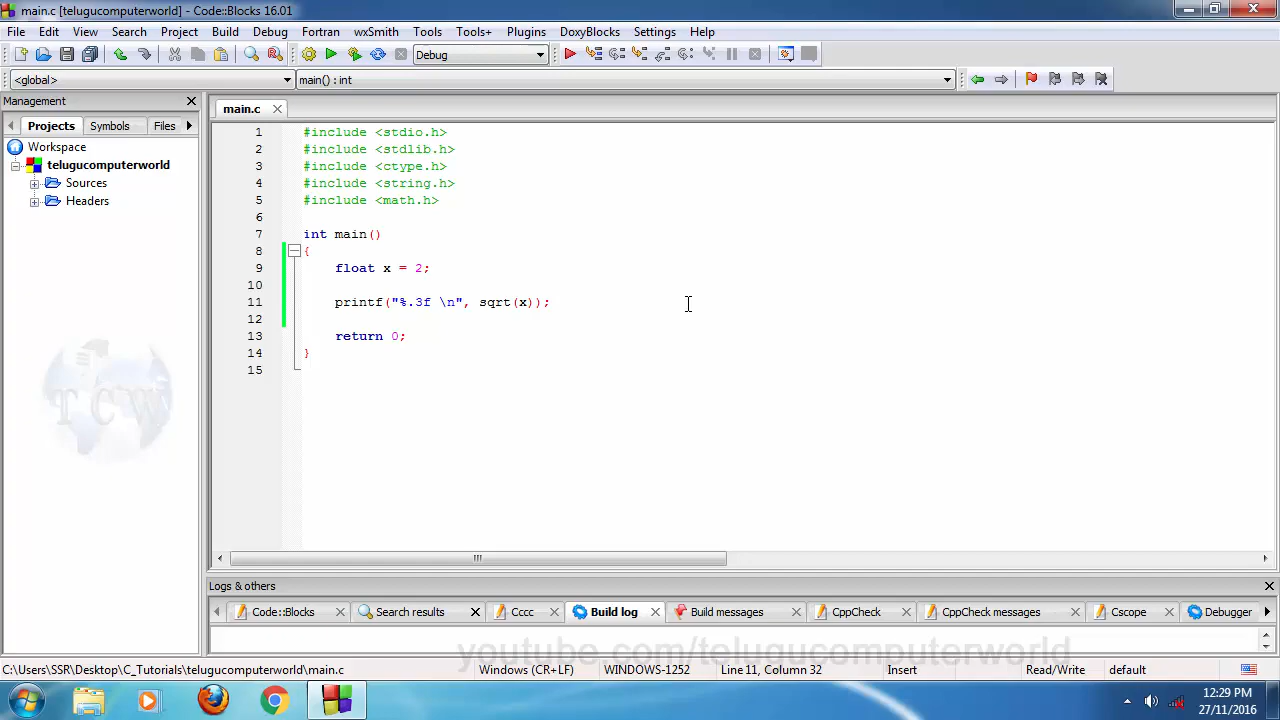 main.c [telugucomputerworld] - Code::Blocks 16.01
File Edit View Search Project Build Debug Fortran wxSmith Tools Tools+ Plugins DoxyBlocks Settings Help
Debug
<global> main() : int
Management
Projects Symbols Files
Workspace
telugucomputerworld
Sources
Headers
TCW
main.c
1 #include <stdio.h>
2 #include <stdlib.h>
3 #include <ctype.h>
4 #include <string.h>
5 #include <math.h>
6
7 int main()
8 {
9 float x = 2;
10
11 printf("%.3f \n", sqrt(x));
12
13 return 0;
14 }
15
Logs & others
Code::Blocks Search results Cccc Build log Build messages CppCheck CppCheck messages Cscope Debugger
youtube.com/telugucomputerworld
C:\Users\SSR\Desktop\C_Tutorials\telugucomputerworld\main.c Windows (CR+LF) WINDOWS-1252 Line 11, Column 32 Insert Read/Write default
12:29 PM
27/11/2016